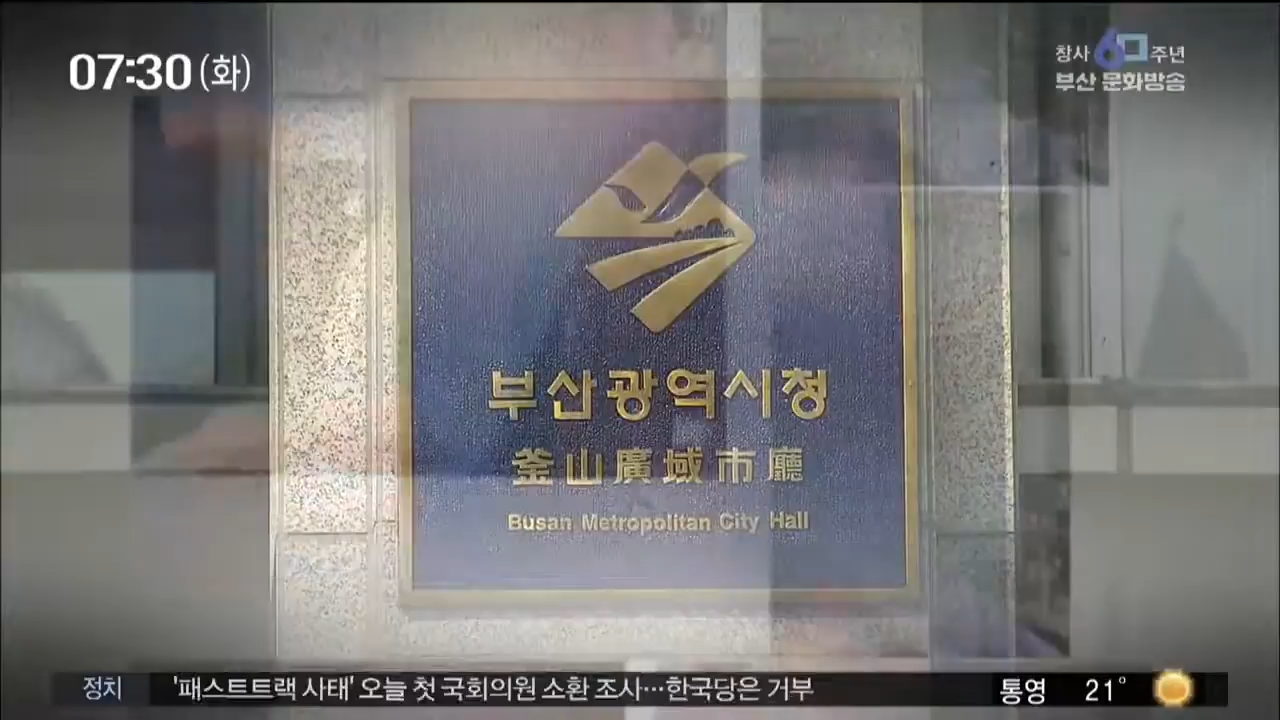 07:30 (화)
창사 60 주년
부산 문화방송
부산광역시청
釜山廣域市廳
Busan Metropolitan City Hall
정치 '패스트트랙 사태' 오늘 첫 국회의원 소환 조사…한국당은 거부 통영 21°